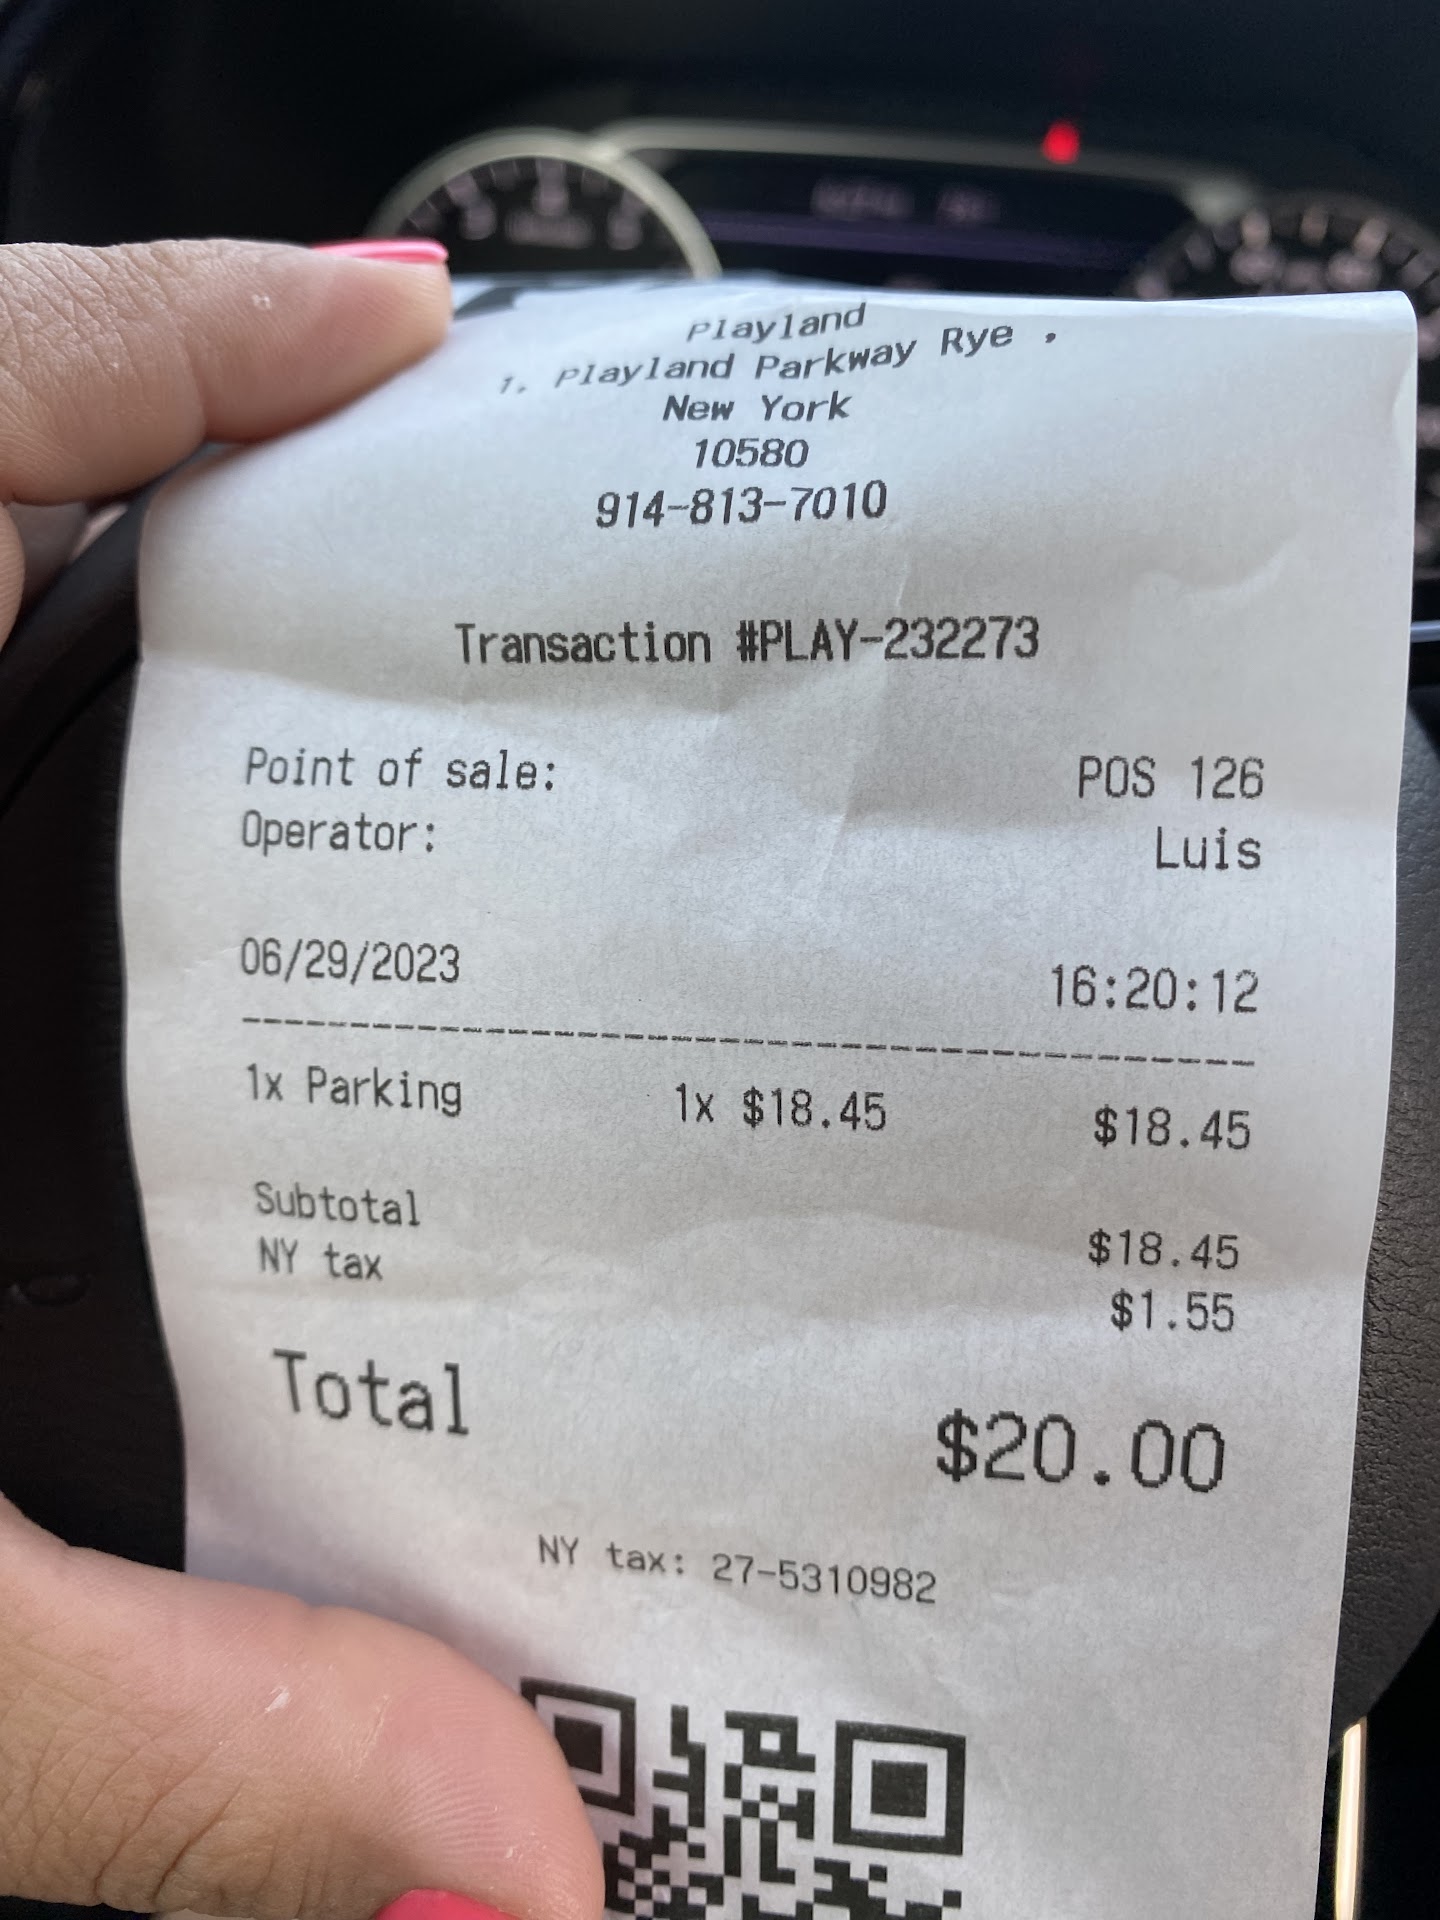 Playland
1, Playland Parkway Rye .
New York
10580
914-813-7010
Transaction #PLAY-232273
Point of sale: POS 126
Operator: Luis
06/29/2023 16:20:12
1x Parking 1x $18.45 $18.45
Subtotal $18.45
NY tax $1.55
Total $20.00
NY tax: 27-5310982